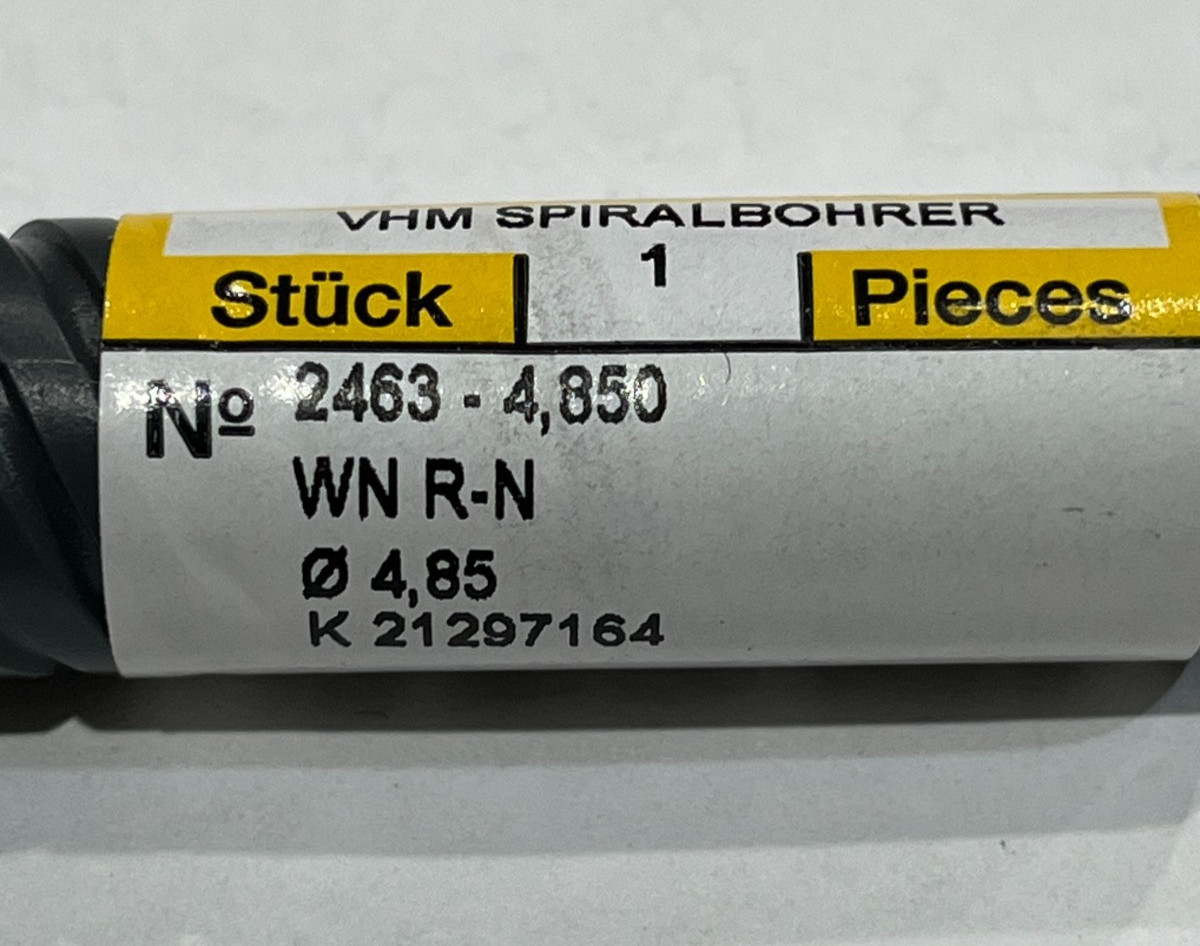 VHM SPIRALBOHRER
Stück 1 Pieces
Nº 2463 - 4,850
WN R-N
Ø 4,85
K 21297164